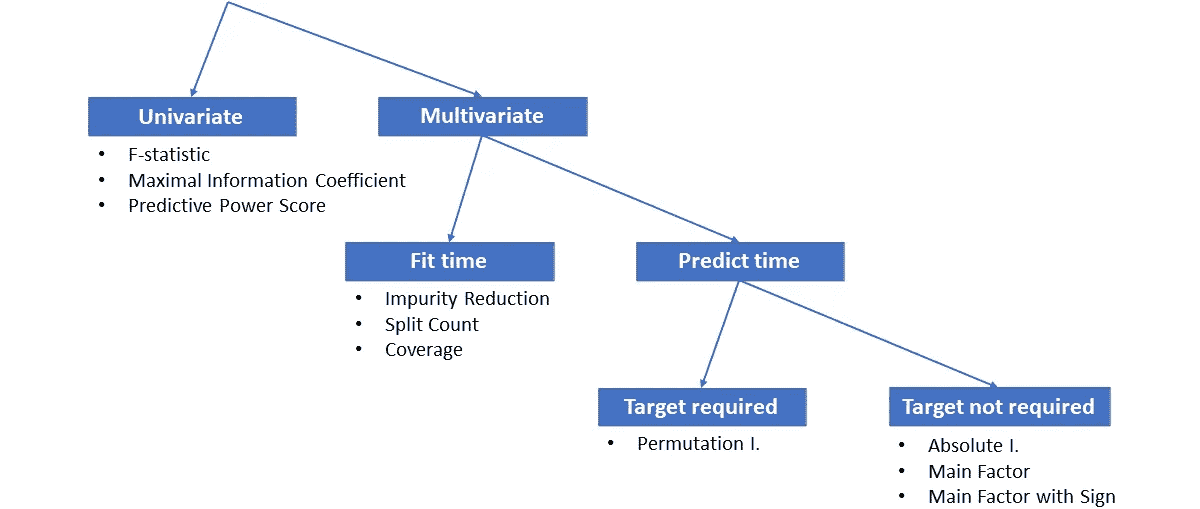 Univariate
• F-statistic
• Maximal Information Coefficient
• Predictive Power Score
Multivariate
Fit time
• Impurity Reduction
• Split Count
• Coverage
Predict time
Target required
• Permutation I.
Target not required
• Absolute I.
• Main Factor
• Main Factor with Sign